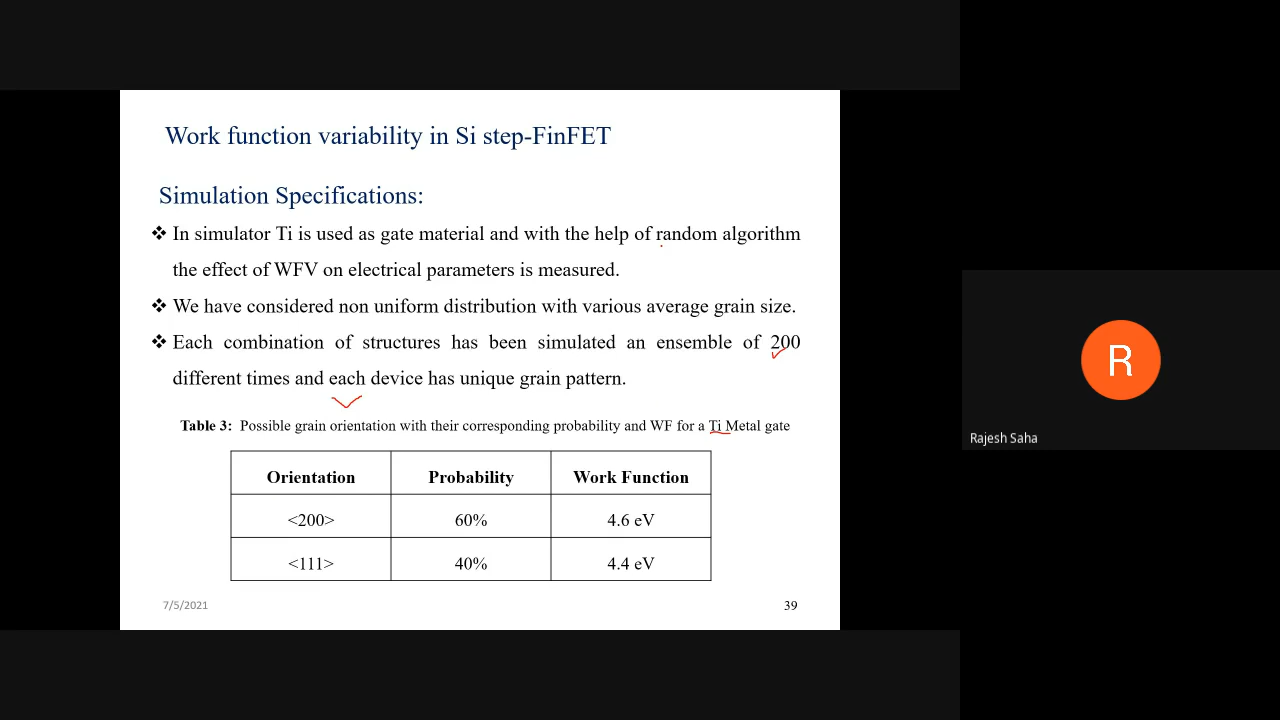 Work function variability in Si step-FinFET
Simulation Specifications:
❖ In simulator Ti is used as gate material and with the help of random algorithm
the effect of WFV on electrical parameters is measured.
❖ We have considered non uniform distribution with various average grain size.
❖ Each combination of structures has been simulated an ensemble of 200
different times and each device has unique grain pattern.
Table 3: Possible grain orientation with their corresponding probability and WF for a Ti Metal gate
Orientation Probability Work Function
<200> 60% 4.6 eV
<111> 40% 4.4 eV
7/5/2021 39
R
Rajesh Saha